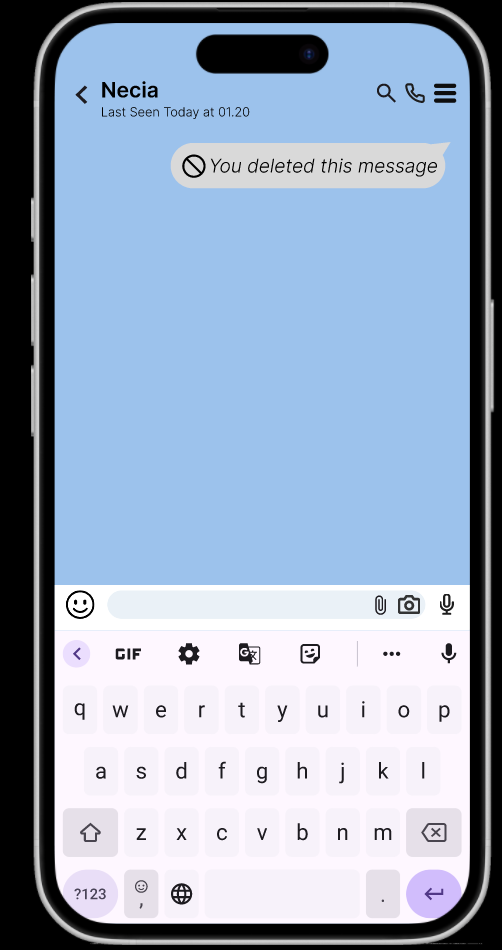 Necia
Last Seen Today at 01.20
You deleted this message
GIF
q w e r t y u i o p
a s d f g h j k l
z x c v b n m
?123 , .